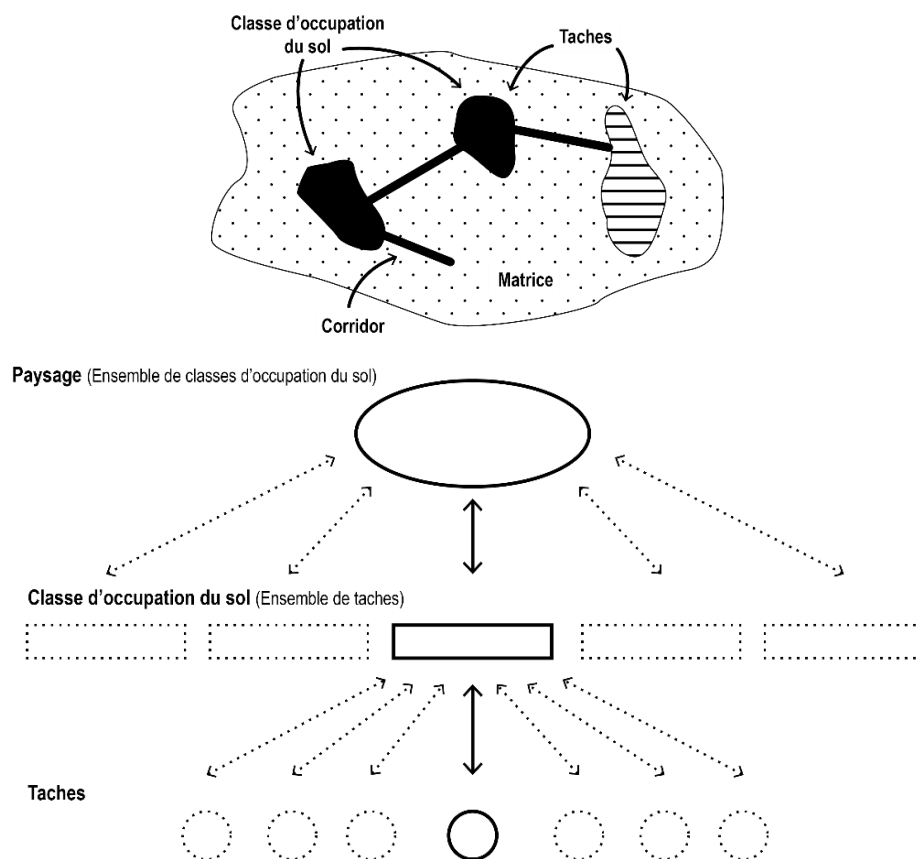 Classe d'occupation
du sol
Taches
Matrice
Corridor
Paysage (Ensemble de classes d'occupation du sol)
Classe d'occupation du sol (Ensemble de taches)
Taches